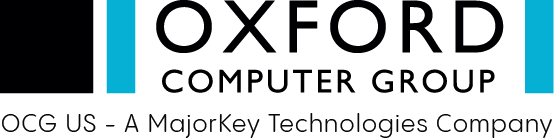 OXFORD
COMPUTER GROUP
OCG US - A MajorKey Technologies Company